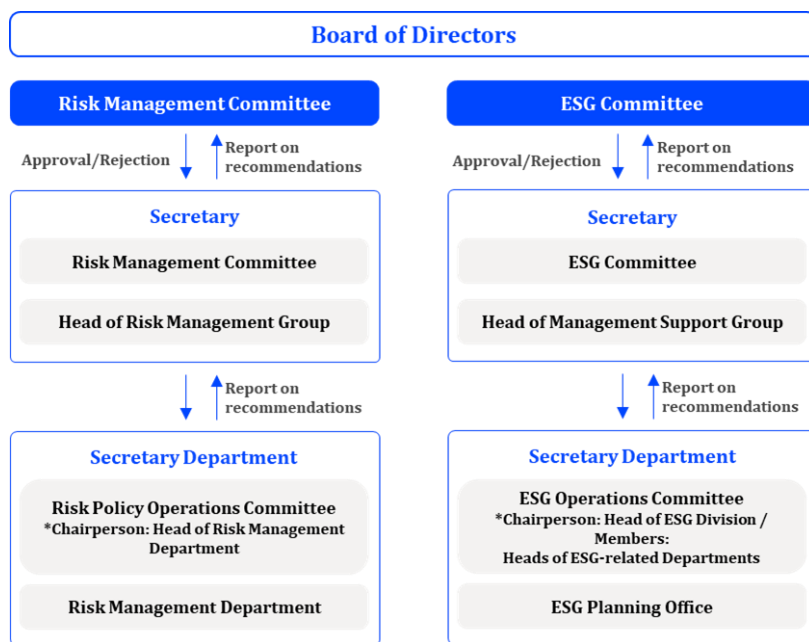 Board of Directors
Risk Management Committee
Approval/Rejection
Report on
recommendations
Secretary
Risk Management Committee
Head of Risk Management Group
Report on
recommendations
Secretary Department
Risk Policy Operations Committee
*Chairperson: Head of Risk Management
Department
Risk Management Department
ESG Committee
Approval/Rejection
Report on
recommendations
Secretary
ESG Committee
Head of Management Support Group
Report on
recommendations
Secretary Department
ESG Operations Committee
*Chairperson: Head of ESG Division /
Members:
Heads of ESG-related Departments
ESG Planning Office